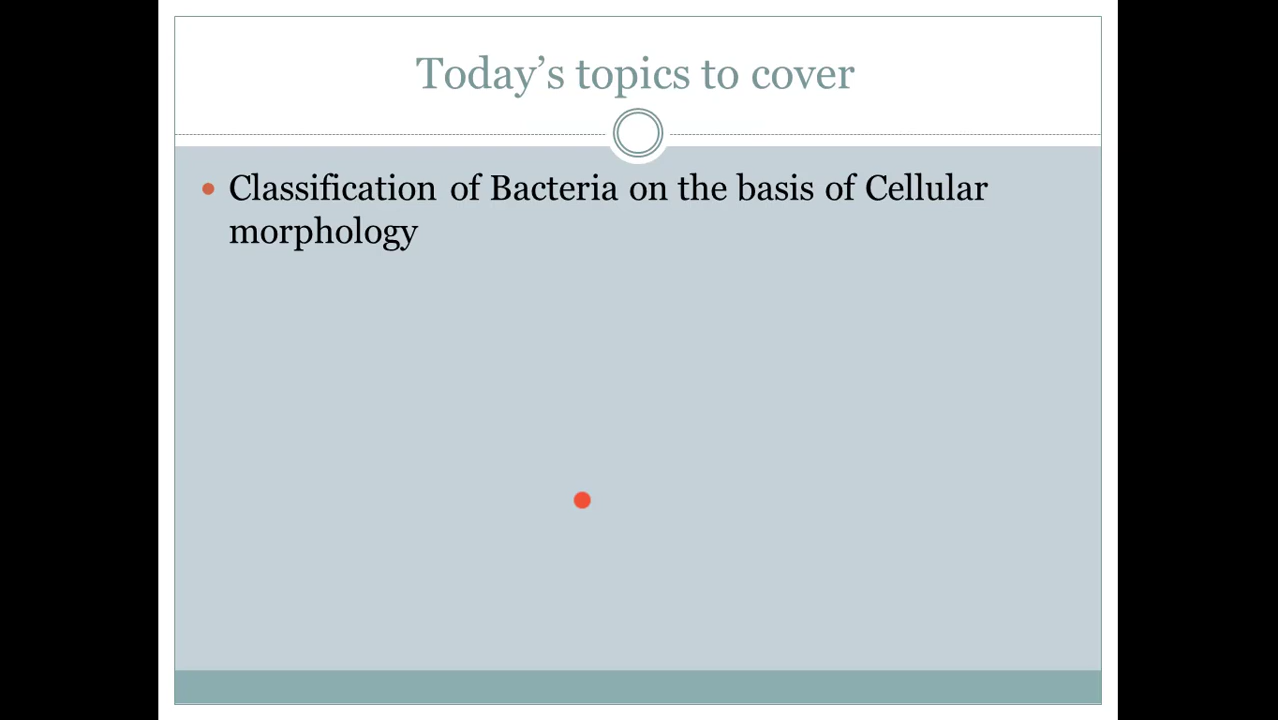 Today’s topics to cover
Classification of Bacteria on the basis of Cellular
morphology